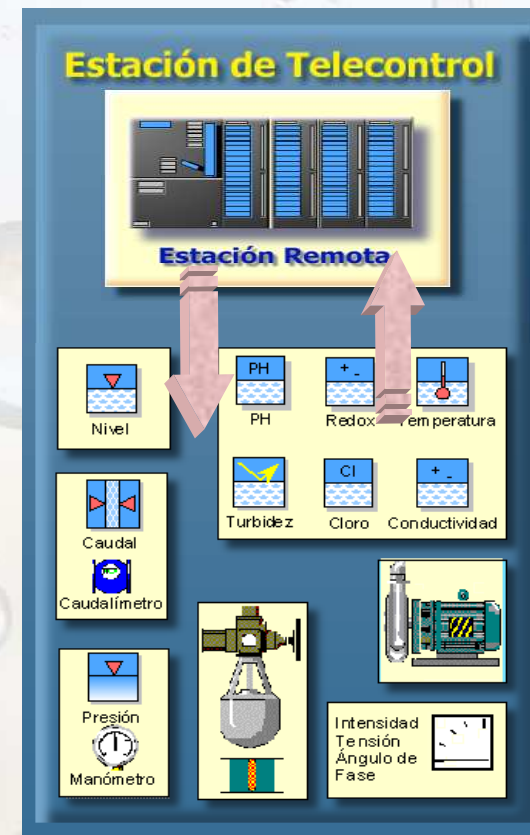 Estación de Telecontrol
Estación Remota
Nivel
PH
PH
+ -
Redox
Temperatura
Turbidez
Cl
Cloro
+ -
Conductividad
Caudal
Caudalímetro
Presión
Manómetro
Intensidad
Tensión
Ángulo de
Fase